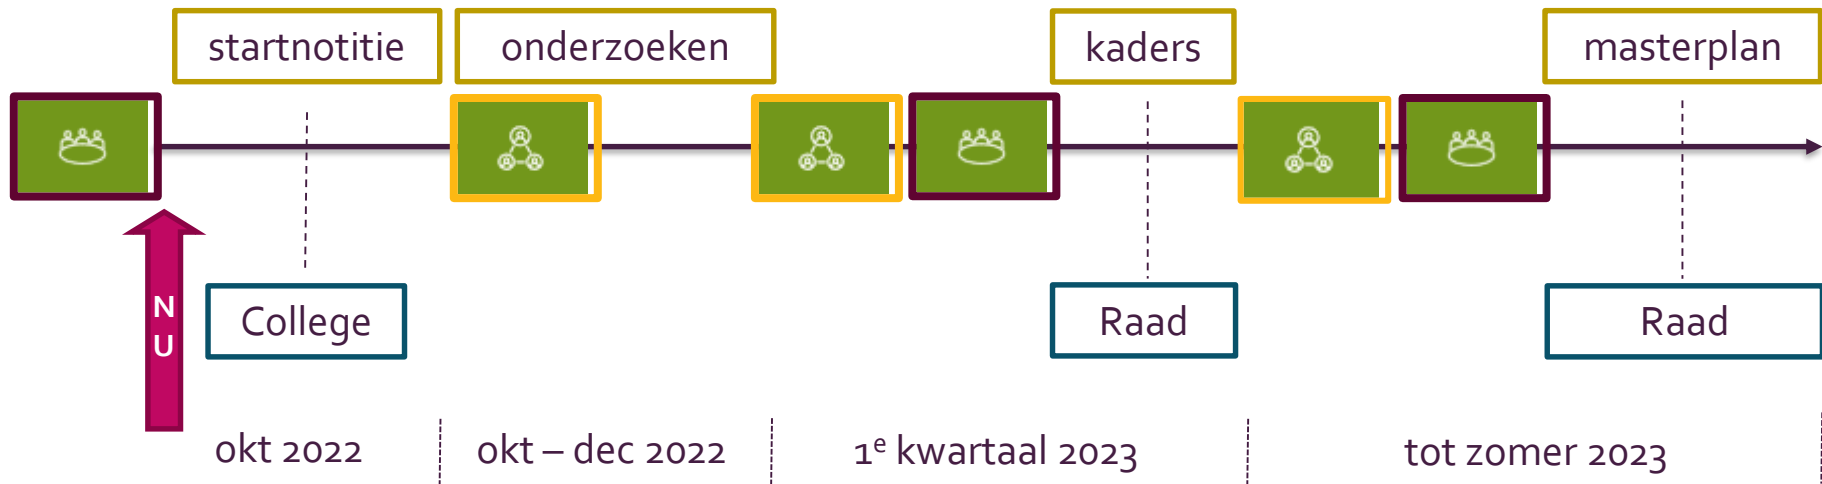 startnotitie
onderzoeken
kaders
masterplan
N
U
College
Raad
Raad
okt 2022
okt – dec 2022
1e kwartaal 2023
tot zomer 2023